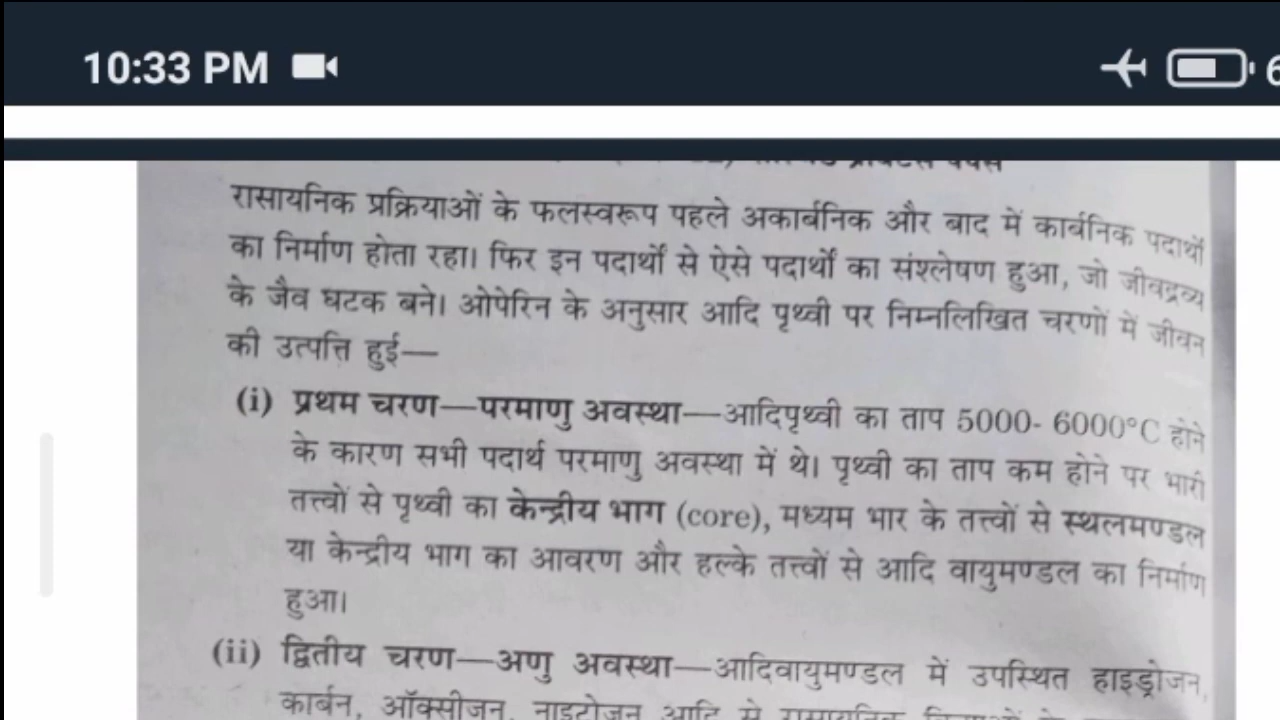 10:33 PM
6
रासायनिक प्रक्रियाओं के फलस्वरूप पहले अकार्बनिक और बाद में कार्बनिक पदार्थों
का निर्माण होता रहा। फिर इन पदार्थों से ऐसे पदार्थों का संश्लेषण हुआ, जो जीवद्रव्य
के जैव घटक बने। ओपेरिन के अनुसार आदि पृथ्वी पर निम्नलिखित चरणों में जीवन
की उत्पत्ति हुई—
(i) प्रथम चरण—परमाणु अवस्था—आदिपृथ्वी का ताप 5000- 6000°C होने
के कारण सभी पदार्थ परमाणु अवस्था में थे। पृथ्वी का ताप कम होने पर भारी
तत्त्वों से पृथ्वी का केन्द्रीय भाग (core), मध्यम भार के तत्त्वों से स्थलमण्डल
या केन्द्रीय भाग का आवरण और हल्के तत्त्वों से आदि वायुमण्डल का निर्माण
हुआ।
(ii) द्वितीय चरण—अणु अवस्था—आदिवायुमण्डल में उपस्थित हाइड्रोजन,
कार्बन, ऑक्सीजन, नाइट्रोजन आदि से